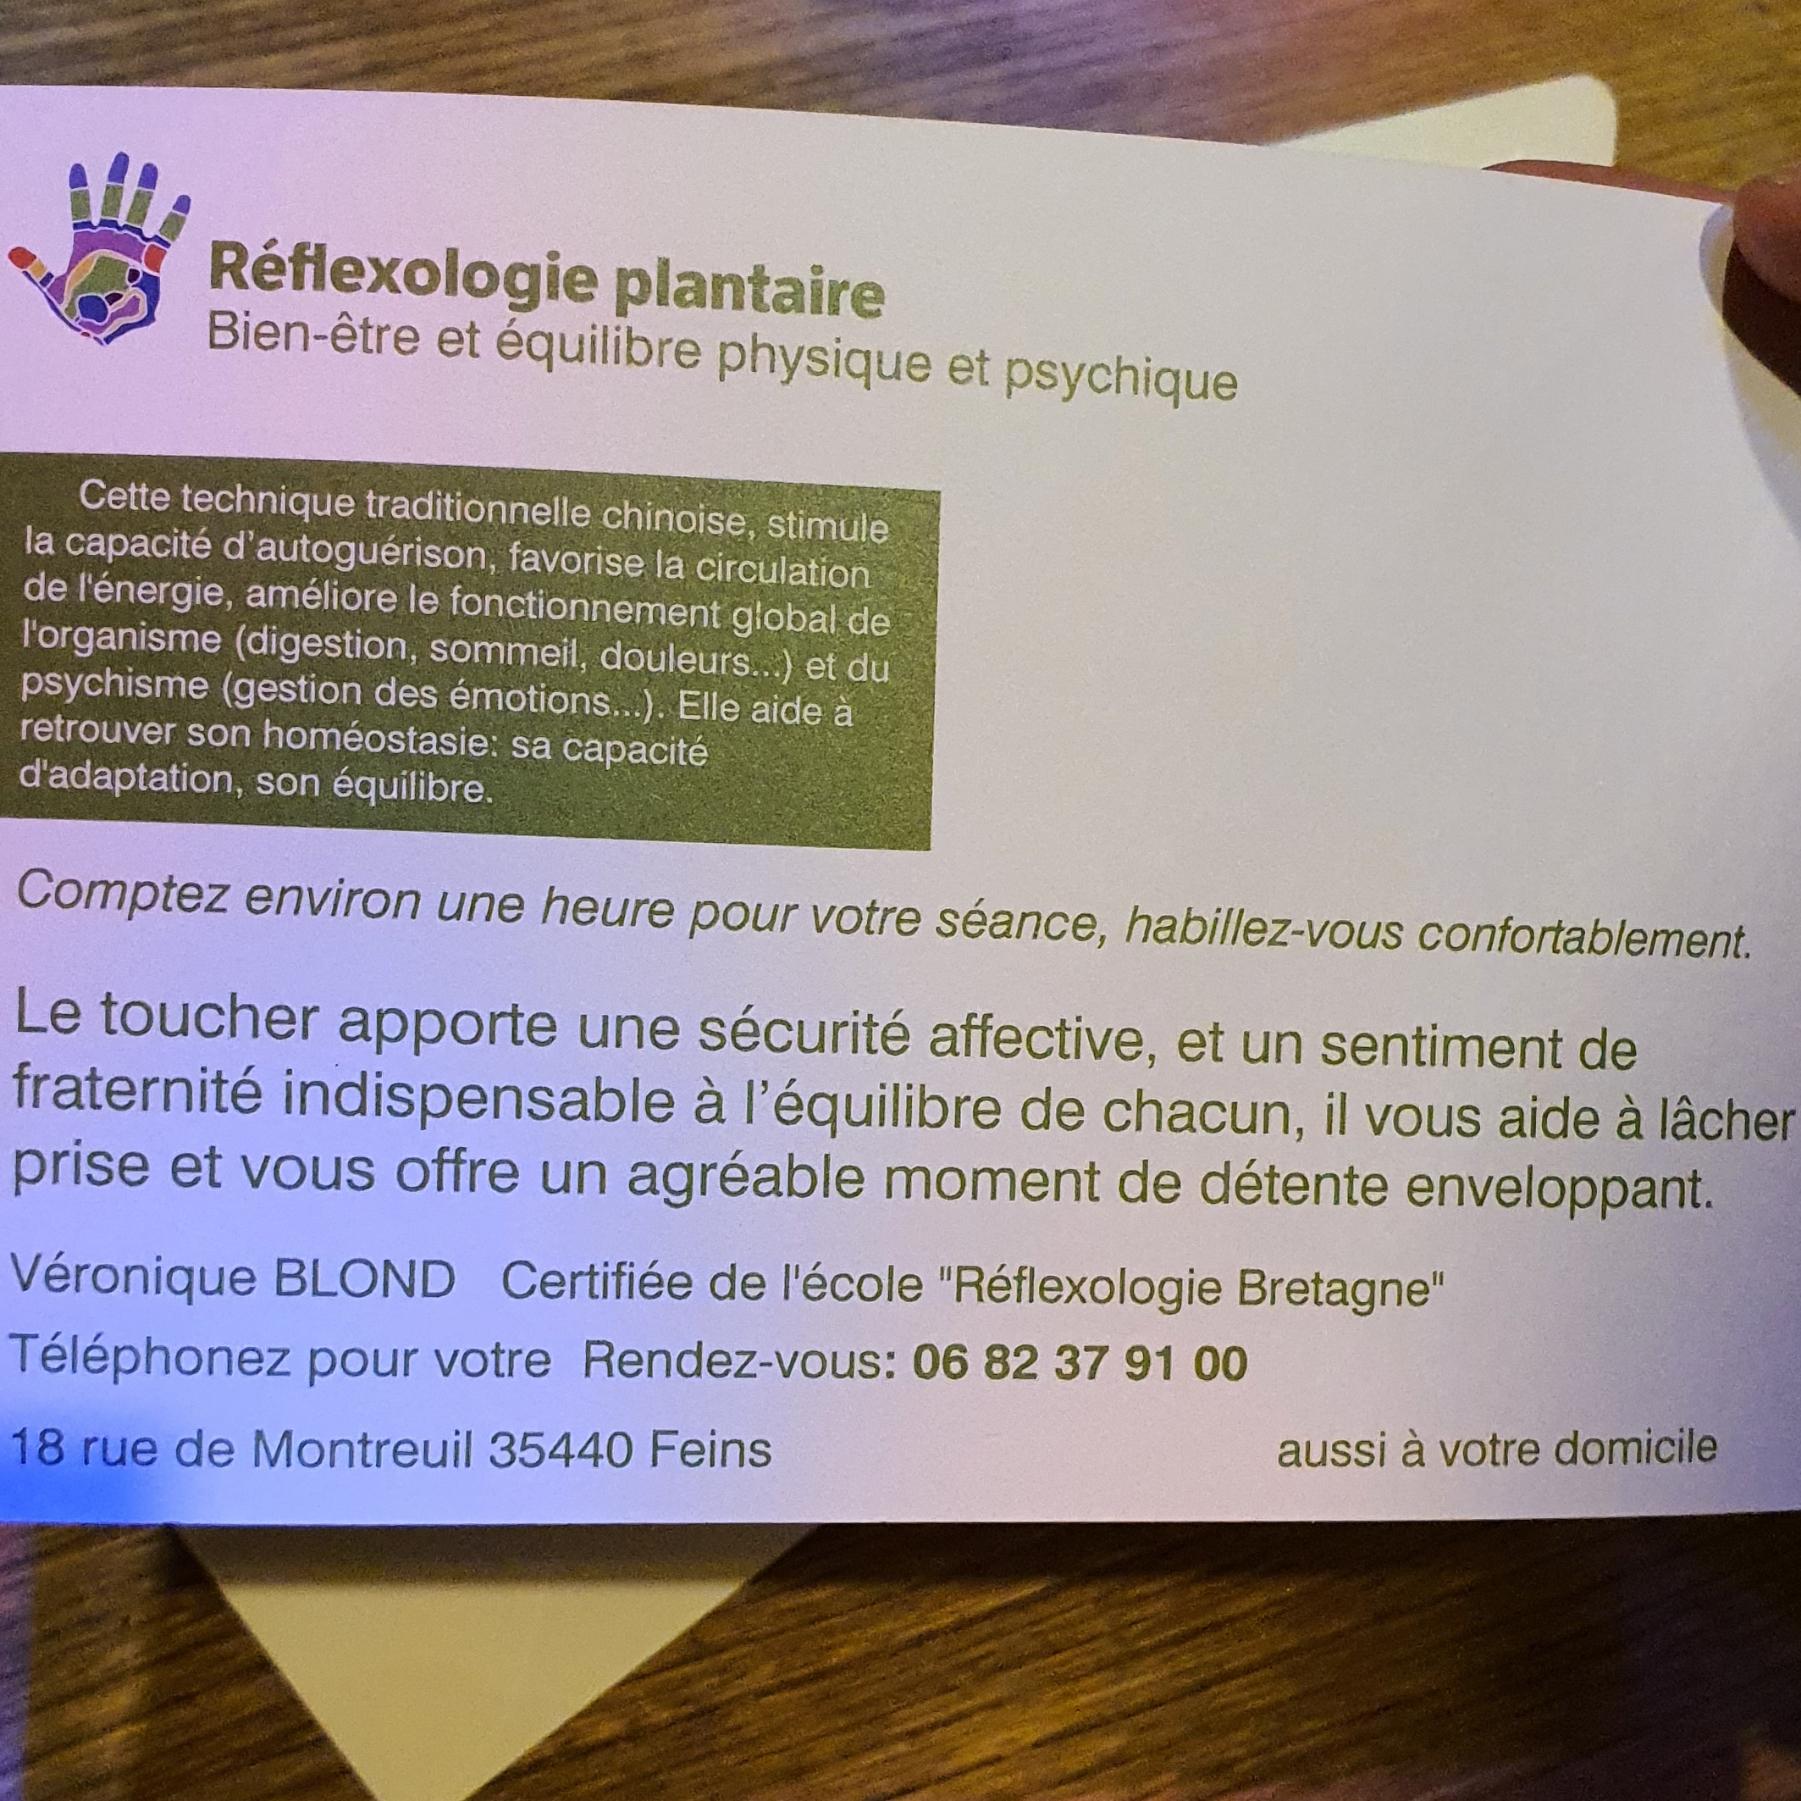 Réflexologie plantaire
Bien-être et équilibre physique et psychique
Cette technique traditionnelle chinoise, stimule
la capacité d'autoguérison, favorise la circulation
de l'énergie, améliore le fonctionnement global de
l'organisme (digestion, sommeil, douleurs...) et du
psychisme (gestion des émotions...). Elle aide à
retrouver son homéostasie: sa capacité
d'adaptation, son équilibre.
Comptez environ une heure pour votre séance, habillez-vous confortablement.
Le toucher apporte une sécurité affective, et un sentiment de
fraternité indispensable à l'équilibre de chacun, il vous aide à lâcher
prise et vous offre un agréable moment de détente enveloppant.
Véronique BLOND Certifiée de l'école "Réflexologie Bretagne"
Téléphonez pour votre Rendez-vous: 06 82 37 91 00
18 rue de Montreuil 35440 Feins aussi à votre domicile